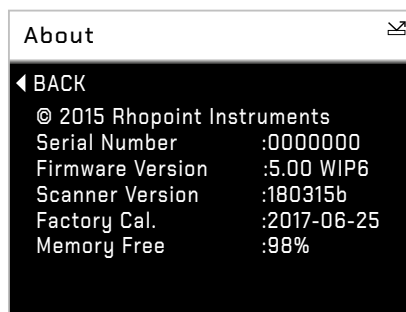 About
BACK
© 2015 Rhopoint Instruments
Serial Number :0000000
Firmware Version :5.00 WIP6
Scanner Version :180315b
Factory Cal. :2017-06-25
Memory Free :98%